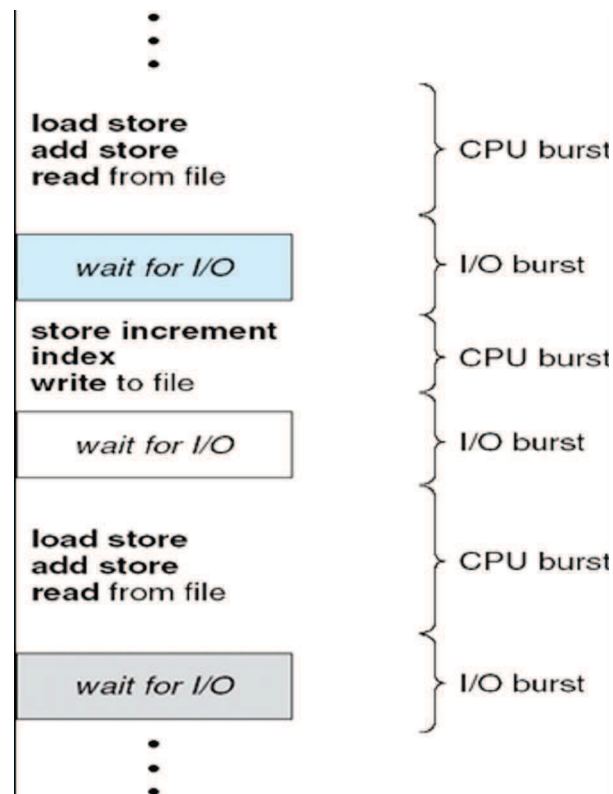 load store
add store
read from file
CPU burst
wait for I/O
I/O burst
store increment
index
write to file
CPU burst
wait for I/O
I/O burst
load store
add store
read from file
CPU burst
wait for I/O
I/O burst